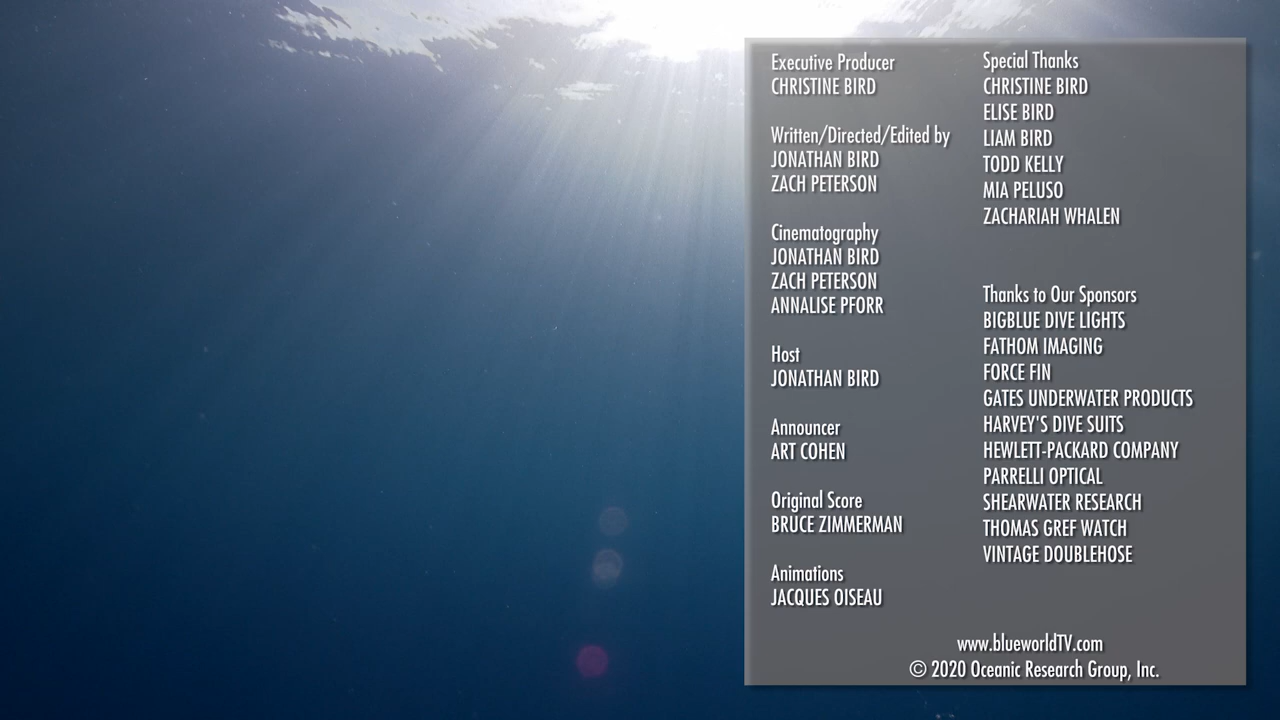 Executive Producer
CHRISTINE BIRD
Written/Directed/Edited by
JONATHAN BIRD
ZACH PETERSON
Cinematography
JONATHAN BIRD
ZACH PETERSON
ANNALISE PFORR
Host
JONATHAN BIRD
Announcer
ART COHEN
Original Score
BRUCE ZIMMERMAN
Animations
JACQUES OISEAU
Special Thanks
CHRISTINE BIRD
ELISE BIRD
LIAM BIRD
TODD KELLY
MIA PELUSO
ZACHARIAH WHALEN
Thanks to Our Sponsors
BIGBLUE DIVE LIGHTS
FATHOM IMAGING
FORCE FIN
GATES UNDERWATER PRODUCTS
HARVEY'S DIVE SUITS
HEWLETT-PACKARD COMPANY
PARRELLI OPTICAL
SHEARWATER RESEARCH
THOMAS GREF WATCH
VINTAGE DOUBLEHOSE
www.blueworldTV.com
© 2020 Oceanic Research Group, Inc.